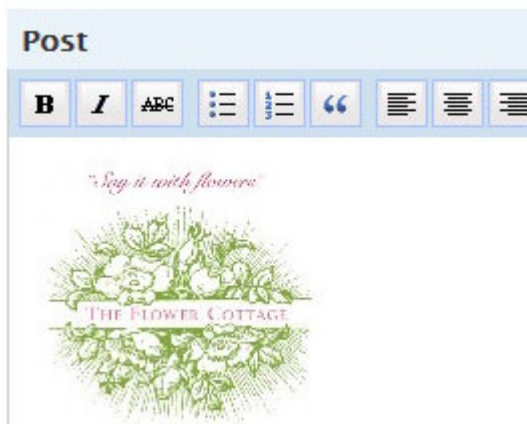 Post
B I ABC
“Say it with flowers”
THE FLOWER COTTAGE